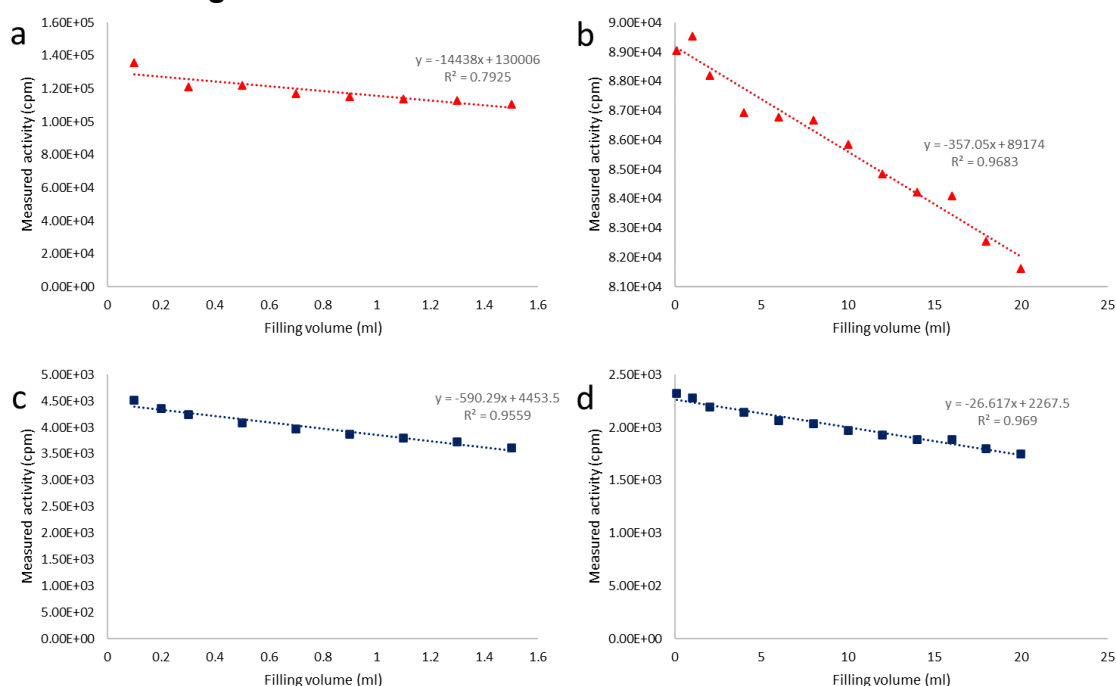 a
1.60E+05
1.40E+05
1.20E+05
1.00E+05
8.00E+04
6.00E+04
4.00E+04
2.00E+04
0.00E+00
Measured activity (cpm)
y = -14438x + 130006
R² = 0.7925
0 0.2 0.4 0.6 0.8 1 1.2 1.4 1.6
Filling volume (ml)
b
9.00E+04
8.90E+04
8.80E+04
8.70E+04
8.60E+04
8.50E+04
8.40E+04
8.30E+04
8.20E+04
8.10E+04
Measured activity (cpm)
y = -357.05x + 89174
R² = 0.9683
0 5 10 15 20 25
Filling volume (ml)
c
5.00E+03
4.50E+03
4.00E+03
3.50E+03
3.00E+03
2.50E+03
2.00E+03
1.50E+03
1.00E+03
5.00E+02
0.00E+00
Measured activity (cpm)
y = -590.29x + 4453.5
R² = 0.9559
0 0.2 0.4 0.6 0.8 1 1.2 1.4 1.6
Filling volume (ml)
d
2.50E+03
2.00E+03
1.50E+03
1.00E+03
5.00E+02
0.00E+00
Measured activity (cpm)
y = -26.617x + 2267.5
R² = 0.969
0 5 10 15 20 25
Filling volume (ml)